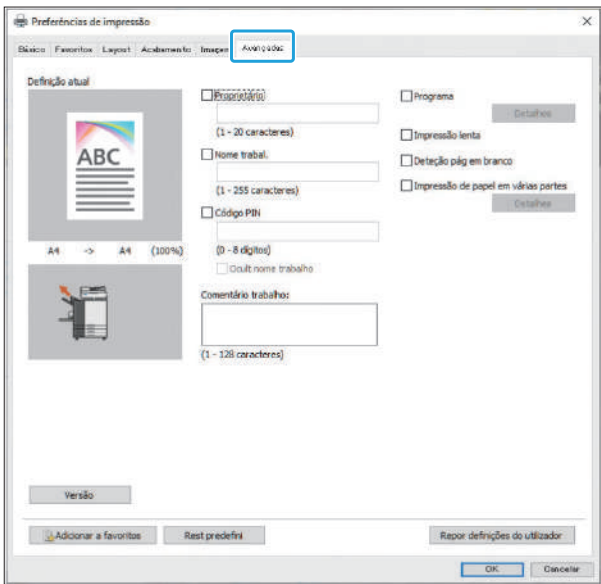 Preferências de impressão
Básico Favoritos Layout Acabamento Imagem Avançadas
Definição atual
ABC
A4 -> A4 (100%)
Versão
Proprietário
(1 - 20 caracteres)
Nome trabal.
(1 - 255 caracteres)
Código PIN
(0 - 8 dígitos)
Ocult nome trabalho
Comentário trabalho:
(1 - 128 caracteres)
Programa
Detalhes
Impressão lenta
Deteção pág em branco
Impressão de papel em várias partes
Detalhes
Adicionar a favoritos Rest predefini Repor definições do utilizador
OK Cancelar